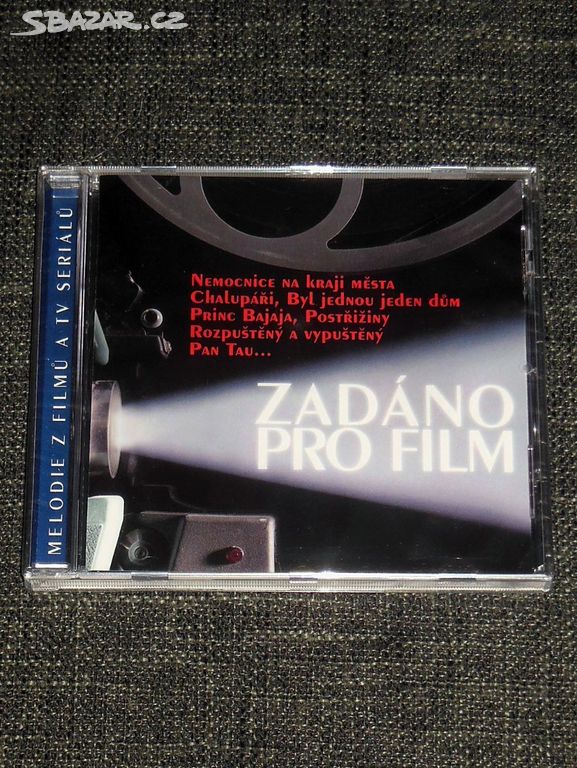 SBAZAR.CZ
MELODIE Z FILMŮ A TV SERIÁLŮ
NEMOCNICE NA KRAJI MĚSTA
CHALUPÁŘI, BYL JEDNOU JEDEN DŮM
PRINC BAJAJA, POSTŘIŽINY
ROZPUŠTĚNÝ A VYPUŠTĚNÝ
PAN TAU...
ZADÁNO
PRO FILM